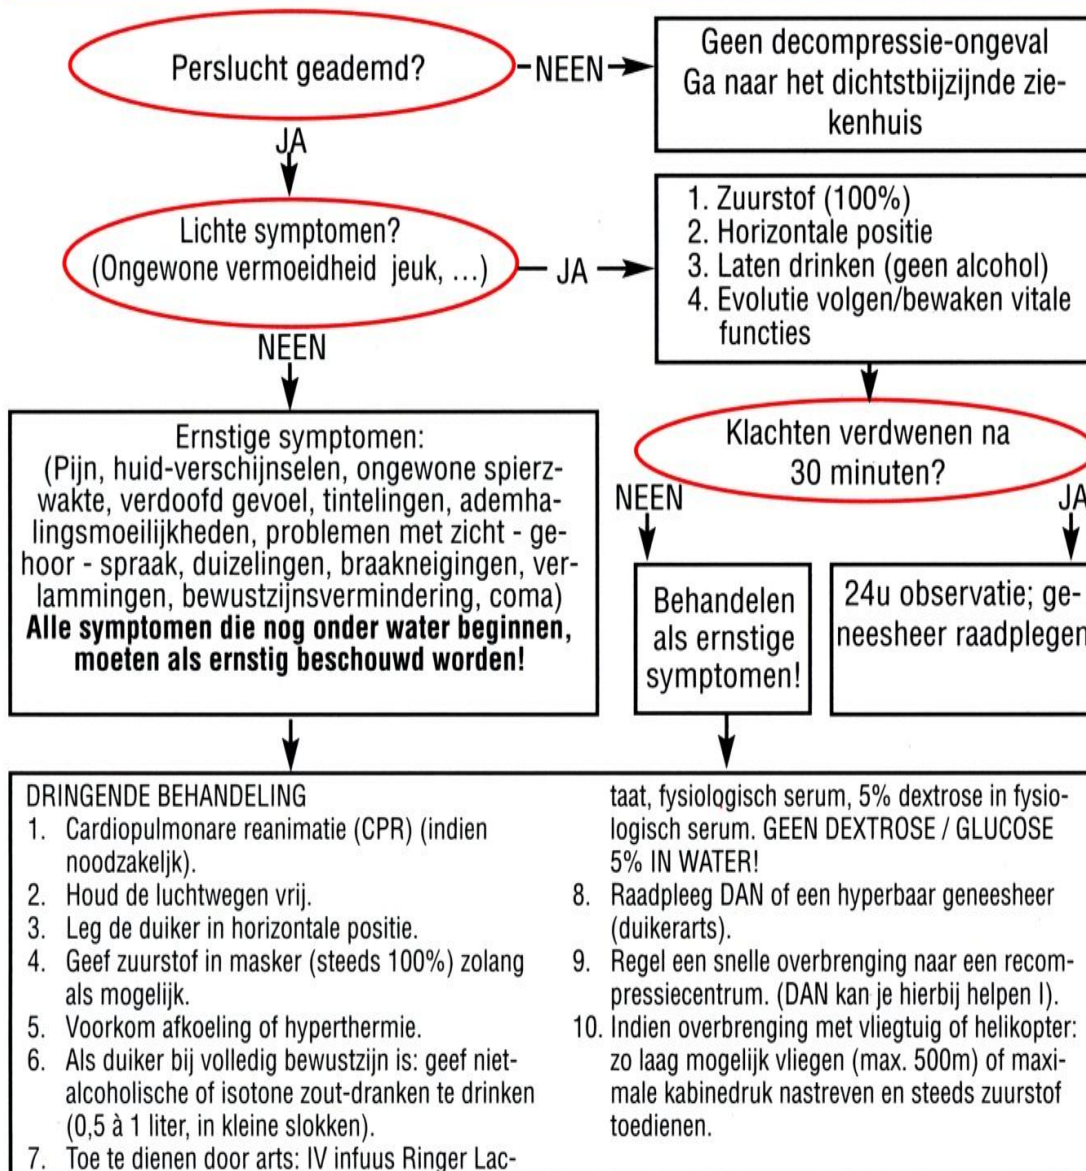 Perslucht geademd?
NEEN
Geen decompressie-ongeval
Ga naar het dichtstbijzijnde zie-
kenhuis
JA
Lichte symptomen?
(Ongewone vermoeidheid jeuk, ...)
JA
1. Zuurstof (100%)
2. Horizontale positie
3. Laten drinken (geen alcohol)
4. Evolutie volgen/bewaken vitale
functies
NEEN
Ernstige symptomen:
(Pijn, huid-verschijnselen, ongewone spierz-
wakte, verdoofd gevoel, tintelingen, ademha-
lingsmoeilijkheden, problemen met zicht - ge-
hoor - spraak, duizelingen, braakneigingen, ver-
lammingen, bewustzijnsvermindering, coma)
Alle symptomen die nog onder water beginnen,
moeten als ernstig beschouwd worden!
Klachten verdwenen na
30 minuten?
NEEN
JA
Behandelen
als ernstige
symptomen!
24u observatie; ge-
neesheer raadplegen
DRINGENDE BEHANDELING
1. Cardiopulmonare reanimatie (CPR) (indien
noodzakeljk).
2. Houd de luchtwegen vrij.
3. Leg de duiker in horizontale positie.
4. Geef zuurstof in masker (steeds 100%) zolang
als mogelijk.
5. Voorkom afkoeling of hyperthermie.
6. Als duiker bij volledig bewustzijn is: geef niet-
alcoholische of isotone zout-dranken te drinken
(0,5 à 1 liter, in kleine slokken).
7. Toe te dienen door arts: IV infuus Ringer Lac-
taat, fysiologisch serum, 5% dextrose in fysio-
logisch serum. GEEN DEXTROSE / GLUCOSE
5% IN WATER!
8. Raadpleeg DAN of een hyperbaar geneesheer
(duikerarts).
9. Regel een snelle overbrenging naar een recom-
pressiecentrum. (DAN kan je hierbij helpen I).
10. Indien overbrenging met vliegtuig of helikopter:
zo laag mogelijk vliegen (max. 500m) of maxi-
male kabinedruk nastreven en steeds zuurstof
toedienen.